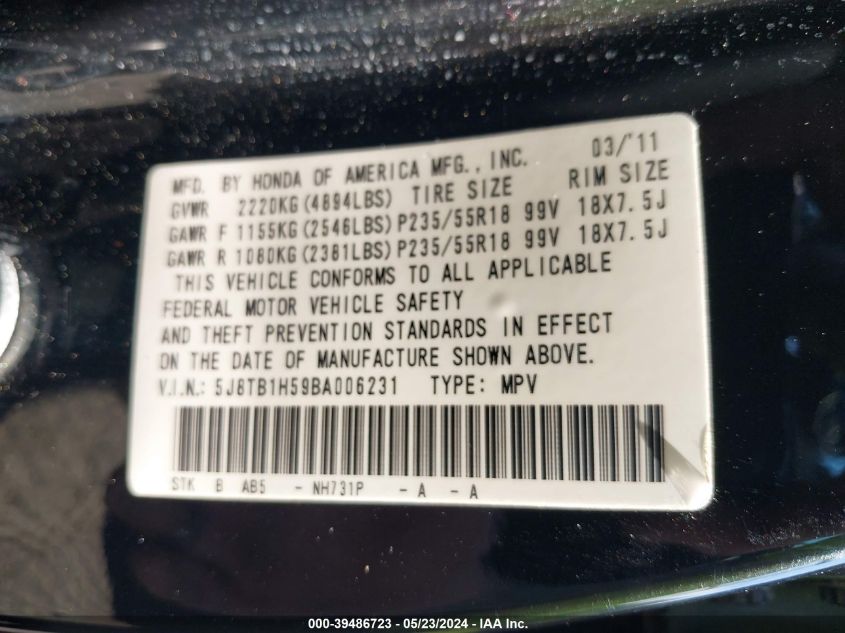 MFD. BY HONDA OF AMERICA MFG., INC. 03/'11
GVWR 2220KG(4894LBS) TIRE SIZE RIM SIZE
GAWR F 1155KG(2546LBS)P235/55R18 99V 18X7.5J
GAWR R 1080KG(2381LBS)P235/55R18 99V 18X7.5J
THIS VEHICLE CONFORMS TO ALL APPLICABLE
FEDERAL MOTOR VEHICLE SAFETY
AND THEFT PREVENTION STANDARDS IN EFFECT
ON THE DATE OF MANUFACTURE SHOWN ABOVE.
V.I.N.: 5J8TB1H59BA006231 TYPE: MPV
STK B AB5 - NH731P - A - A
000-39486723 - 05/23/2024 - IAA Inc.